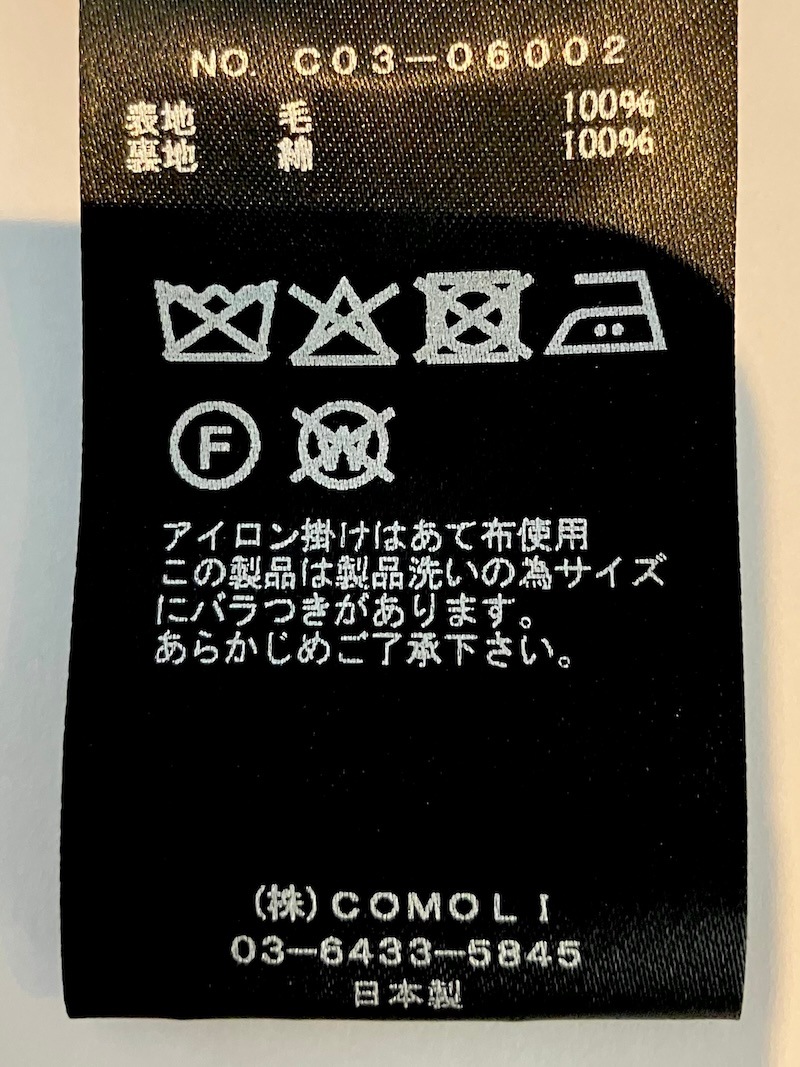 NO. C03-06002
表地 毛 100%
裏地 綿 100%
F W
アイロン掛けはあて布使用
この製品は製品洗いの為サイズ
にバラつきがあります。
あらかじめご了承下さい。
(株)COMOLI
03-6433-5845
日本製